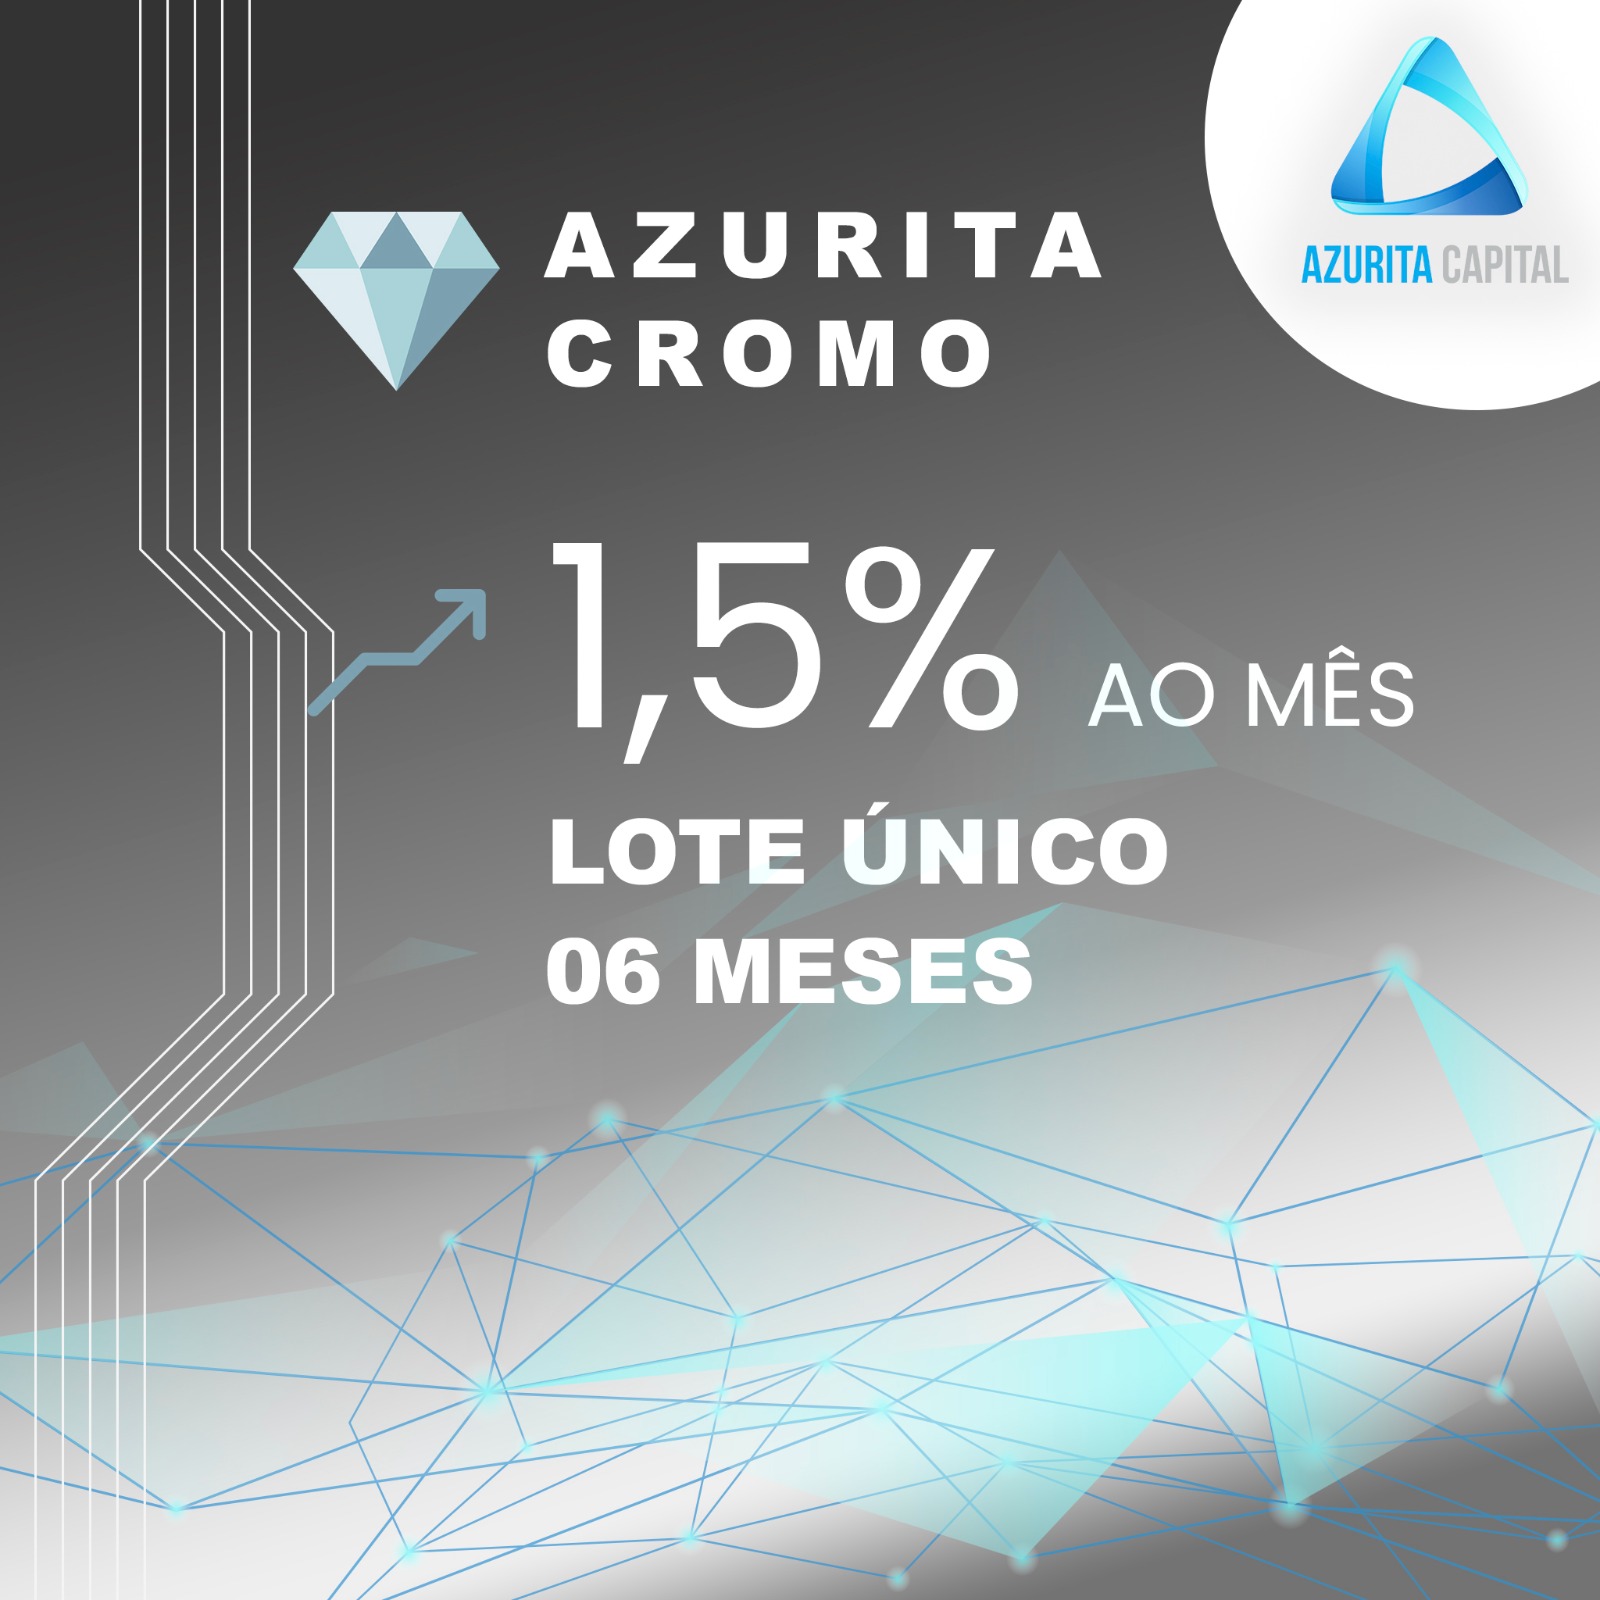 AZURITA CAPITAL
AZURITA
CROMO
1,5% AO MÊS
LOTE ÚNICO
06 MESES